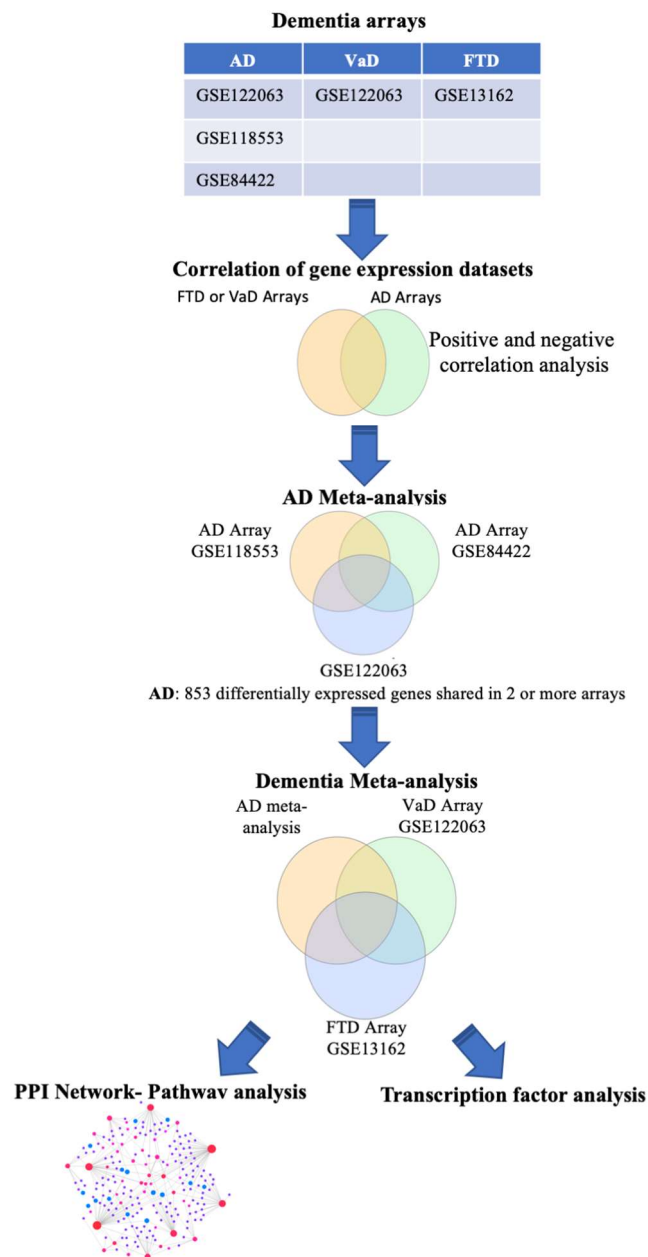 Dementia arrays
AD VaD FTD
GSE122063 GSE122063 GSE13162
GSE118553
GSE84422
Correlation of gene expression datasets
FTD or VaD Arrays AD Arrays
Positive and negative
correlation analysis
AD Meta-analysis
AD Array AD Array
GSE118553 GSE84422
GSE122063
AD: 853 differentially expressed genes shared in 2 or more arrays
Dementia Meta-analysis
AD meta- VaD Array
analysis GSE122063
FTD Array
GSE13162
PPI Network- Pathway analysis
Transcription factor analysis